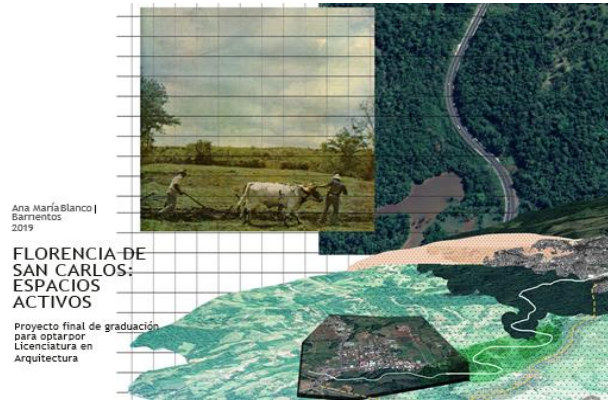 Ana María Blanco |
Barrientos
2019
FLORENCIA DE
SAN CARLOS:
ESPACIOS
ACTIVOS
Proyecto final de graduación
para optarpor
Licenciatura en
Arquitectura